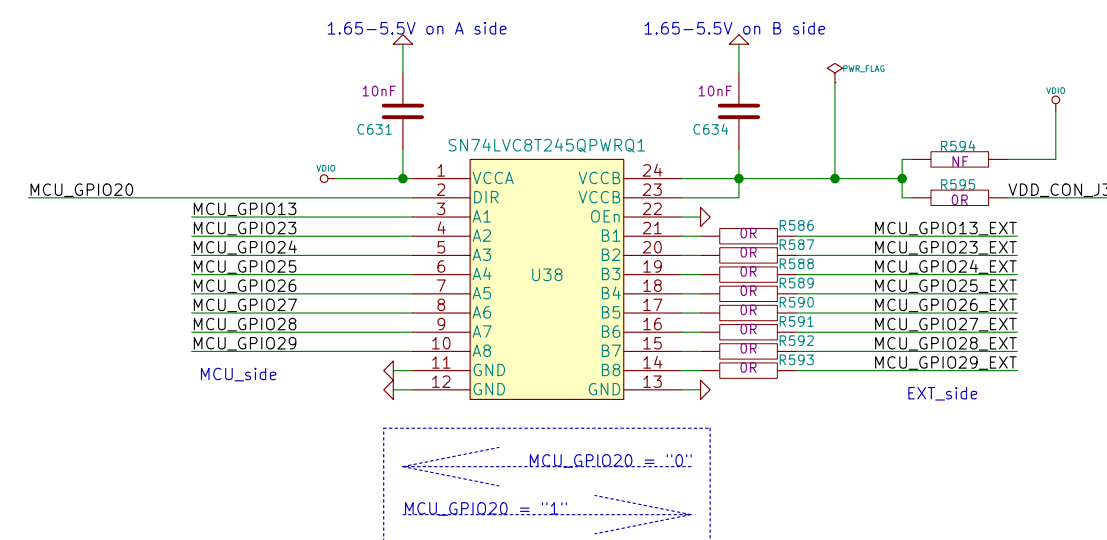 1.65-5.5V on A side
1.65-5.5V on B side
PWR_FLAG
VDIO
10nF
C631
10nF
C634
SN74LVC8T245QPWRQ1
R594
NF
VDIO
R595
0R
VDD_CON_J3
MCU_GPIO20
1 VCCA VCCB 24
2 DIR VCCB 23
MCU_GPIO13 3 A1 OEn 22
MCU_GPIO23 4 A2 B1 21 0R R586 MCU_GPIO13_EXT
MCU_GPIO24 5 A3 B2 20 0R R587 MCU_GPIO23_EXT
MCU_GPIO25 6 A4 U38 B3 19 0R R588 MCU_GPIO24_EXT
MCU_GPIO26 7 A5 B4 18 0R R589 MCU_GPIO25_EXT
MCU_GPIO27 8 A6 B5 17 0R R590 MCU_GPIO26_EXT
MCU_GPIO28 9 A7 B6 16 0R R591 MCU_GPIO27_EXT
MCU_GPIO29 10 A8 B7 15 0R R592 MCU_GPIO28_EXT
11 GND B8 14 0R R593 MCU_GPIO29_EXT
12 GND GND 13
MCU_side
EXT_side
MCU_GPIO20 = "0"
MCU_GPIO20 = "1"